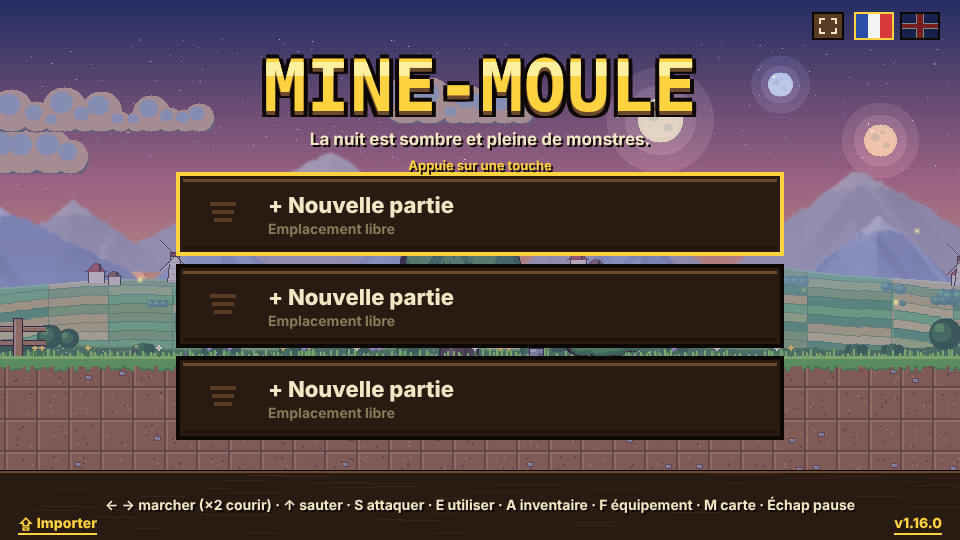 MINE-MOULE
La nuit est sombre et pleine de monstres.
Appuie sur une touche
+ Nouvelle partie
Emplacement libre
+ Nouvelle partie
Emplacement libre
+ Nouvelle partie
Emplacement libre
← → marcher (×2 courir) · ↑ sauter · S attaquer · E utiliser · A inventaire · F équipement · M carte · Échap pause
⇪ Importer
v1.16.0